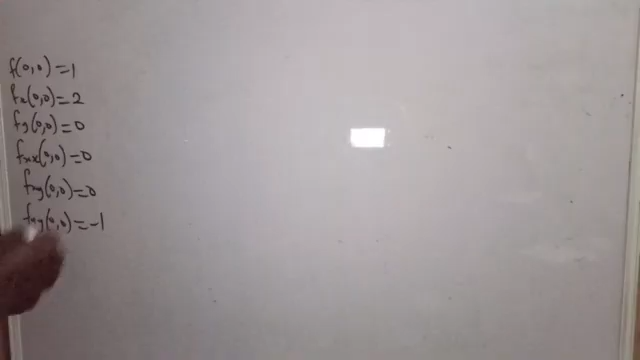 f(0,0) = 1
fx(0,0) = 2
fy(0,0) = 0
fxx(0,0) = 0
fxy(0,0) = 0
fxy(0,0) = -1